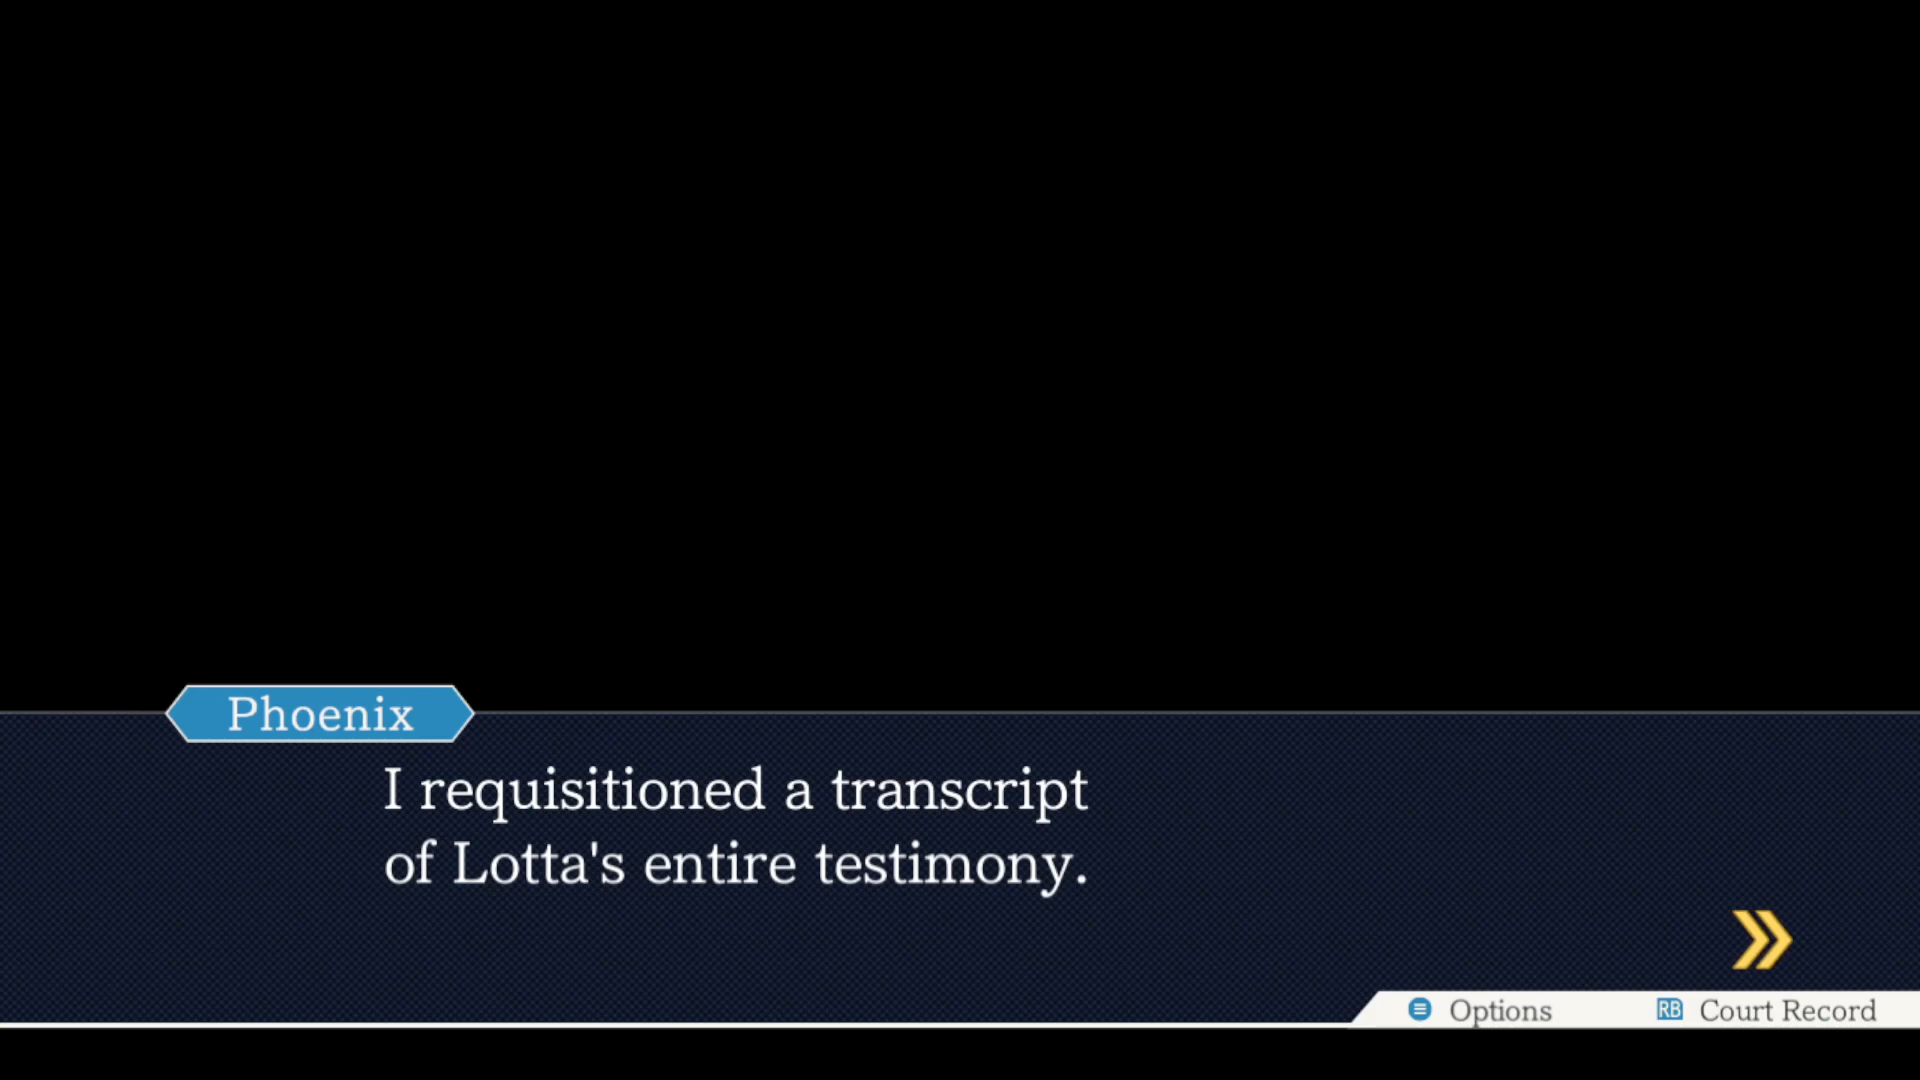 Phoenix
I requisitioned a transcript
of Lotta's entire testimony.
Options
RB Court Record